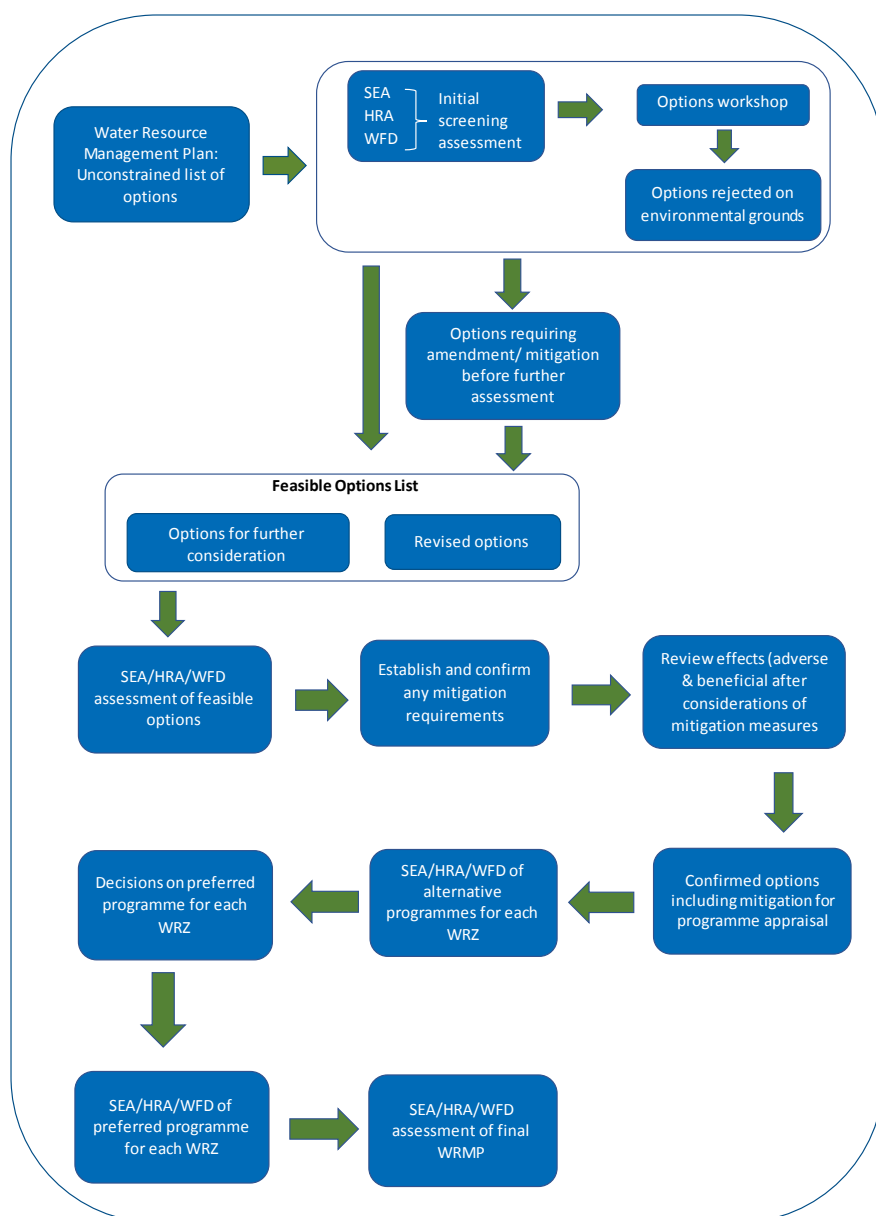 Water Resource
Management Plan:
Unconstrained list of
options
SEA
HRA
WFD
Initial
screening
assessment
Options workshop
Options rejected on
environmental grounds
Options requiring
amendment/ mitigation
before further
assessment
Feasible Options List
Options for further
consideration
Revised options
SEA/HRA/WFD
assessment of feasible
options
Establish and confirm
any mitigation
requirements
Review effects (adverse
& beneficial after
considerations of
mitigation measures
Confirmed options
including mitigation for
programme appraisal
SEA/HRA/WFD of
alternative
programmes for each
WRZ
Decisions on preferred
programme for each
WRZ
SEA/HRA/WFD of
preferred programme
for each WRZ
SEA/HRA/WFD
assessment of final
WRMP